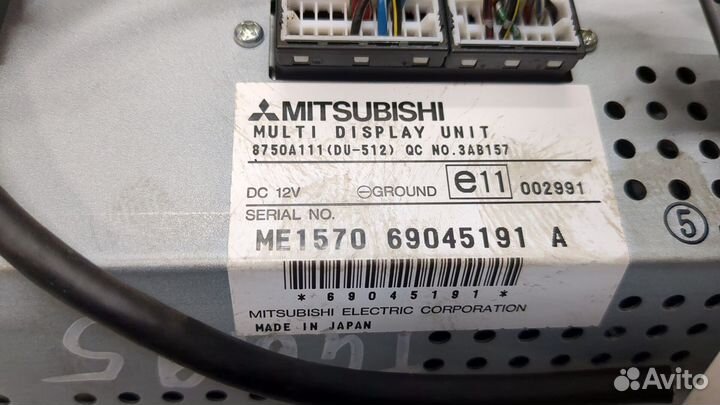 MITSUBISHI
MULTI DISPLAY UNIT
8750A111(DU-512) QC NO.3AB157
DC 12V ⊖GROUND e11 002991
SERIAL NO.
ME1570 69045191 A
*69045191*
MITSUBISHI ELECTRIC CORPORATION
MADE IN JAPAN
5
Avito